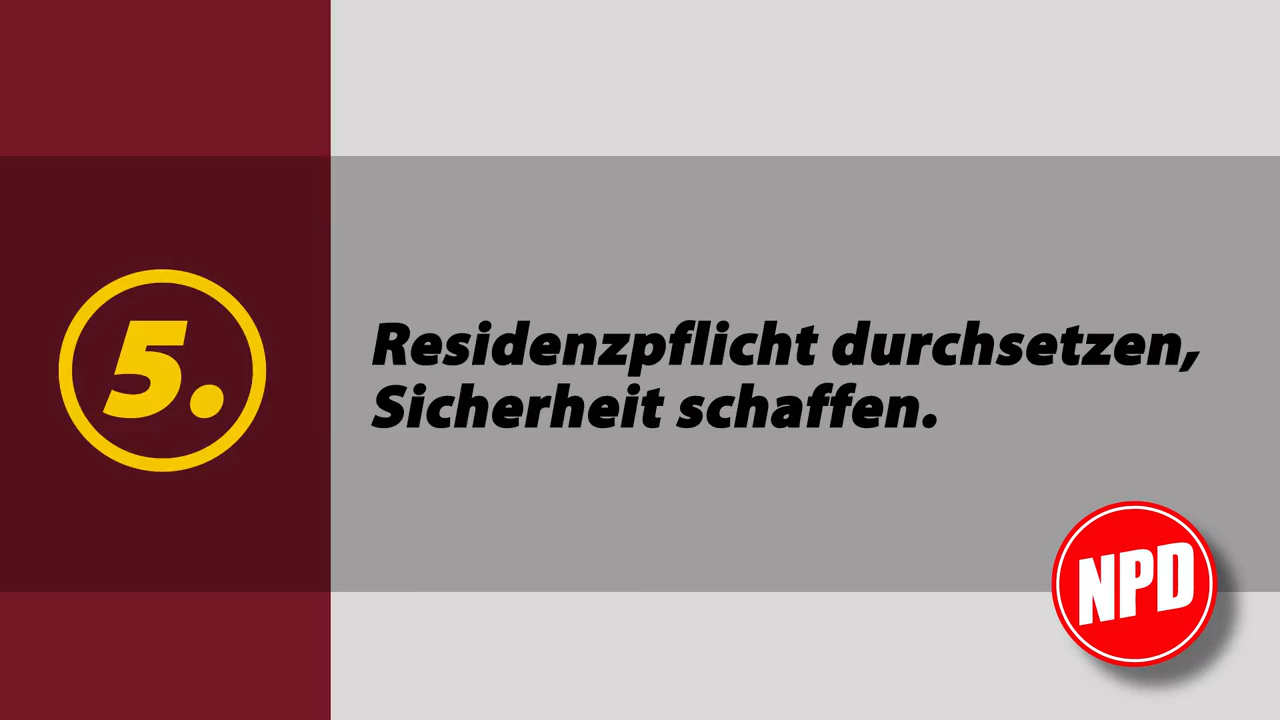 5.
Residenzpflicht durchsetzen,
Sicherheit schaffen.
NPD